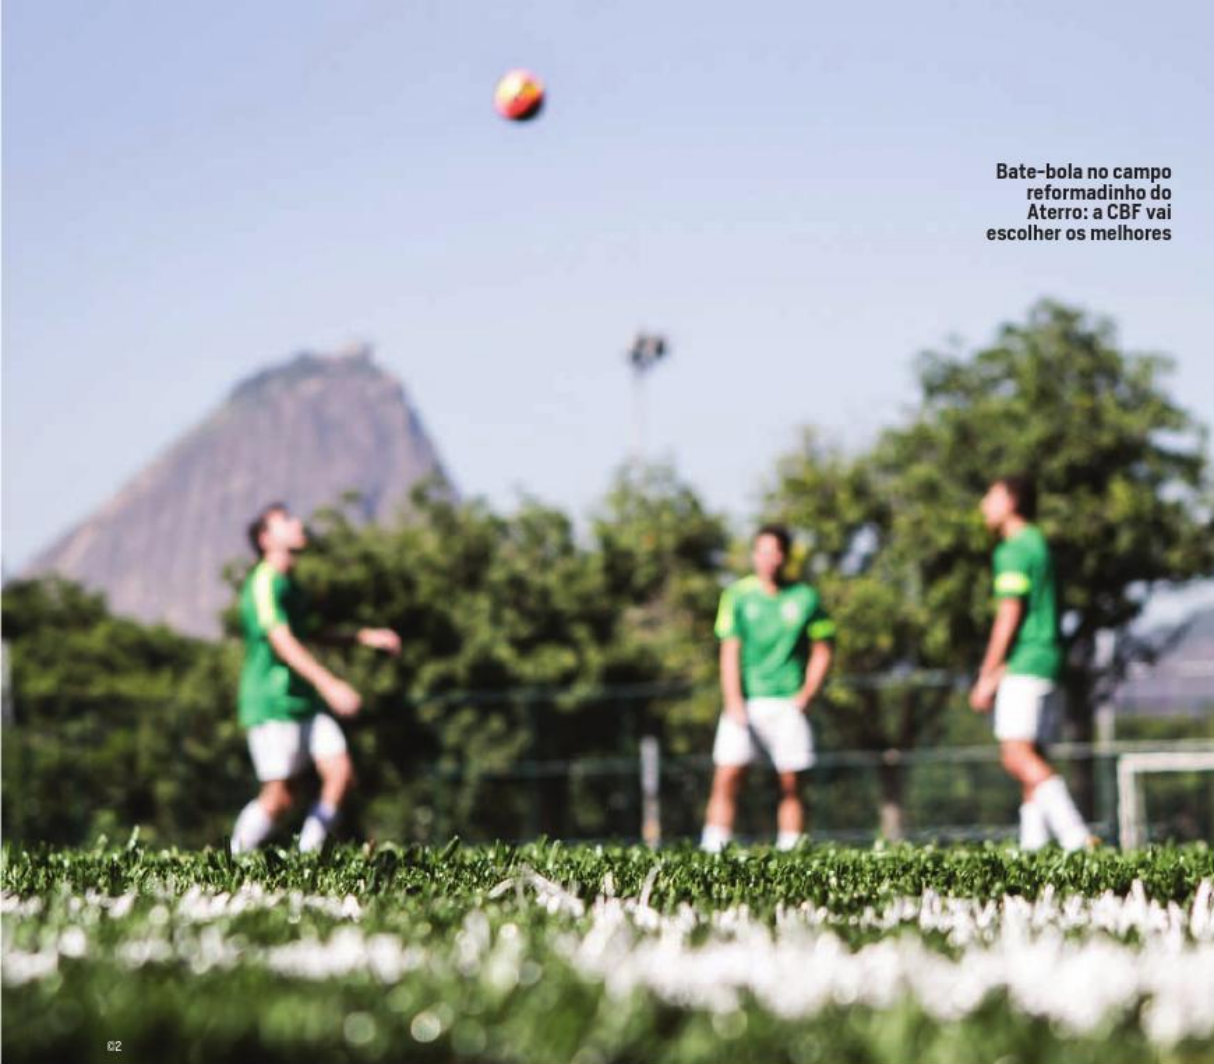 Bate-bola no campo
reformadinho do
Aterro: a CBF vai
escolher os melhores
©2